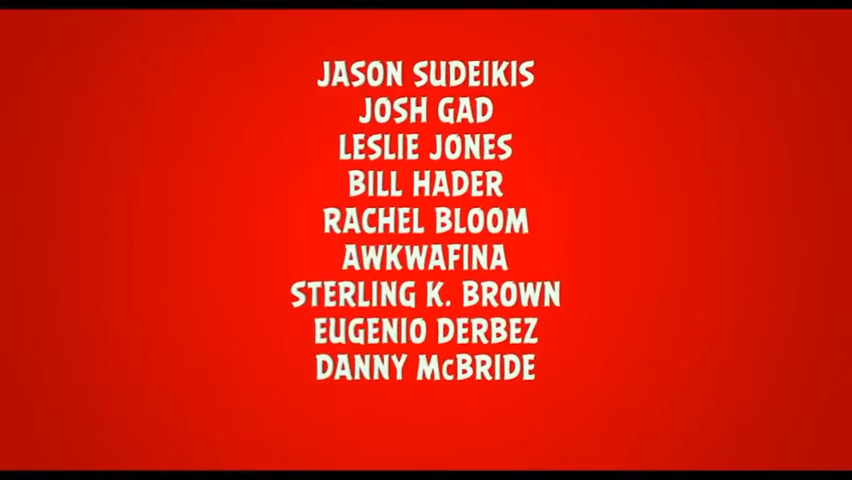 JASON SUDEIKIS
JOSH GAD
LESLIE JONES
BILL HADER
RACHEL BLOOM
AWKWAFINA
STERLING K. BROWN
EUGENIO DERBEZ
DANNY McBRIDE